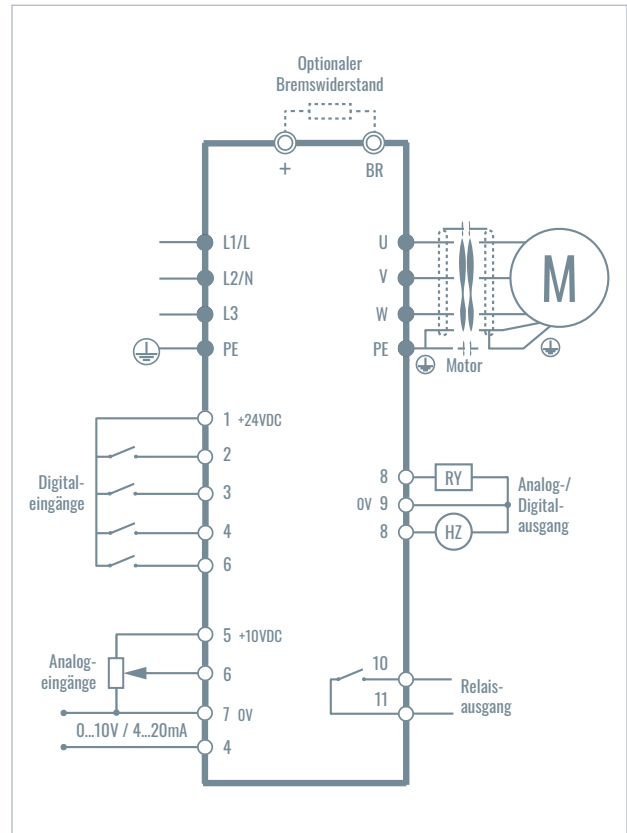 Optionaler
Bremswiderstand
+
BR
L1/L
L2/N
L3
PE
U
V
W
PE
M
Motor
1 +24VDC
2
3
4
6
Digital-
eingänge
8
0V 9
8
RY
HZ
Analog-/
Digital-
ausgang
5 +10VDC
6
7 0V
4
Analog-
eingänge
0...10V / 4...20mA
10
11
Relais-
ausgang